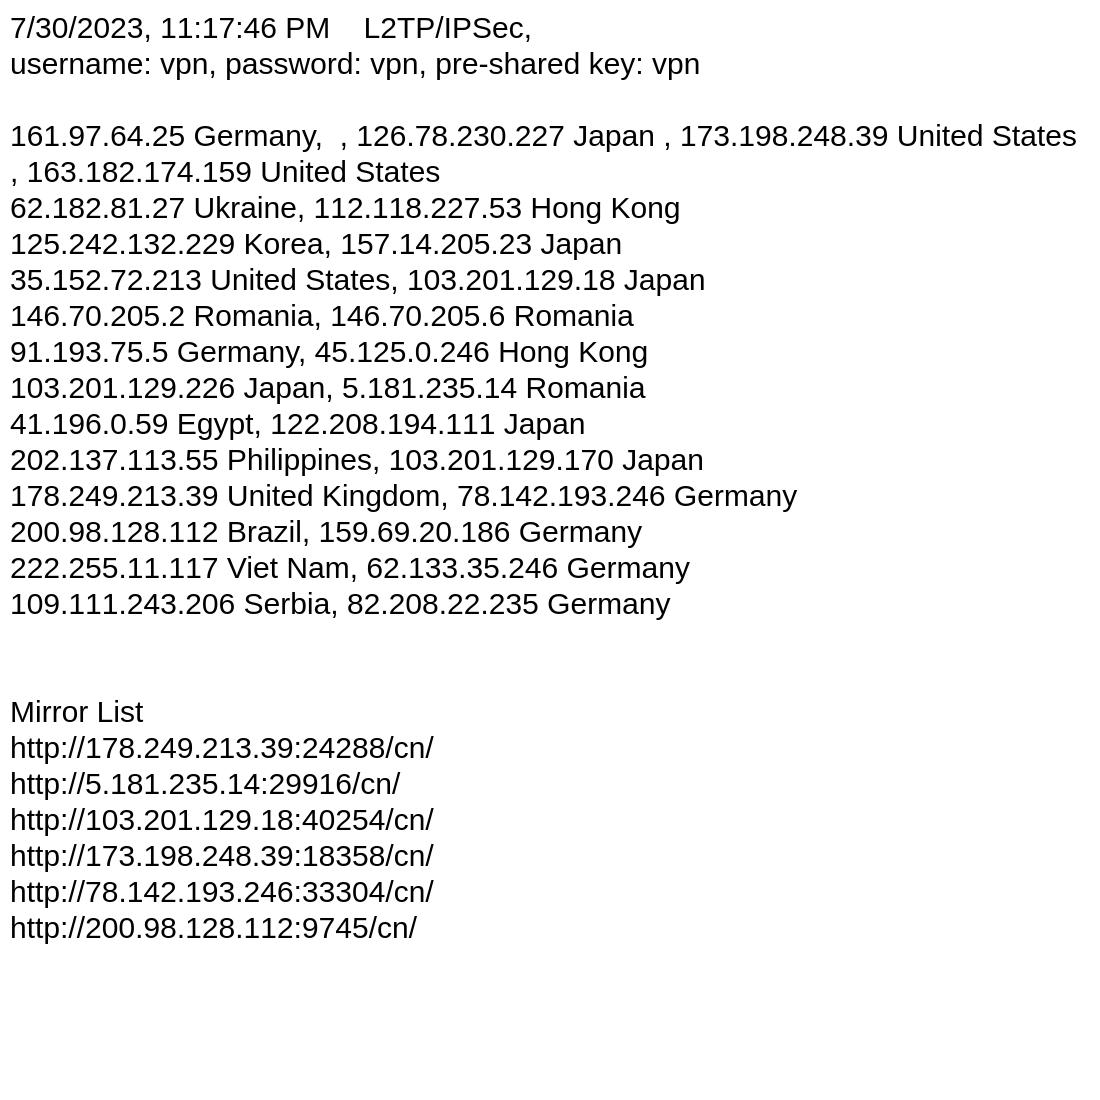 7/30/2023, 11:17:46 PM    L2TP/IPSec,
username: vpn, password: vpn, pre-shared key: vpn
161.97.64.25 Germany,  , 126.78.230.227 Japan , 173.198.248.39 United States
, 163.182.174.159 United States
62.182.81.27 Ukraine, 112.118.227.53 Hong Kong
125.242.132.229 Korea, 157.14.205.23 Japan
35.152.72.213 United States, 103.201.129.18 Japan
146.70.205.2 Romania, 146.70.205.6 Romania
91.193.75.5 Germany, 45.125.0.246 Hong Kong
103.201.129.226 Japan, 5.181.235.14 Romania
41.196.0.59 Egypt, 122.208.194.111 Japan
202.137.113.55 Philippines, 103.201.129.170 Japan
178.249.213.39 United Kingdom, 78.142.193.246 Germany
200.98.128.112 Brazil, 159.69.20.186 Germany
222.255.11.117 Viet Nam, 62.133.35.246 Germany
109.111.243.206 Serbia, 82.208.22.235 Germany
Mirror List
http://178.249.213.39:24288/cn/
http://5.181.235.14:29916/cn/
http://103.201.129.18:40254/cn/
http://173.198.248.39:18358/cn/
http://78.142.193.246:33304/cn/
http://200.98.128.112:9745/cn/